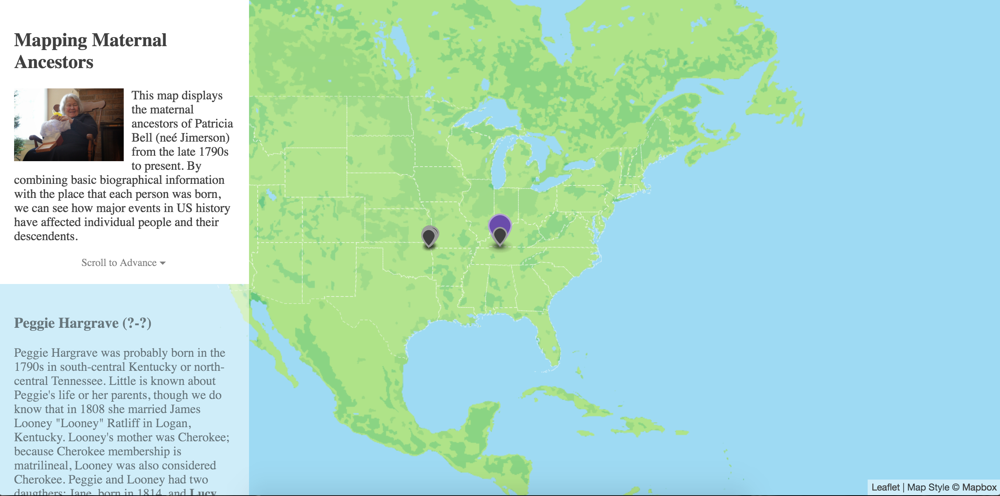 Mapping Maternal
Ancestors
This map displays
the maternal
ancestors of Patricia
Bell (neé Jimerson)
from the late 1790s
to present. By
combining basic biographical information
with the place that each person was born,
we can see how major events in US history
have affected individual people and their
descendents.
Scroll to Advance
Peggie Hargrave (?-?)
Peggie Hargrave was probably born in the
1790s in south-central Kentucky or north-
central Tennessee. Little is known about
Peggie's life or her parents, though we do
know that in 1808 she married James
Looney "Looney" Ratliff in Logan,
Kentucky. Looney's mother was Cherokee;
because Cherokee membership is
matrilineal, Looney was also considered
Cherokee. Peggie and Looney had two
daugthers: Jane, born in 1814, and Lucy
Leaflet | Map Style © Mapbox